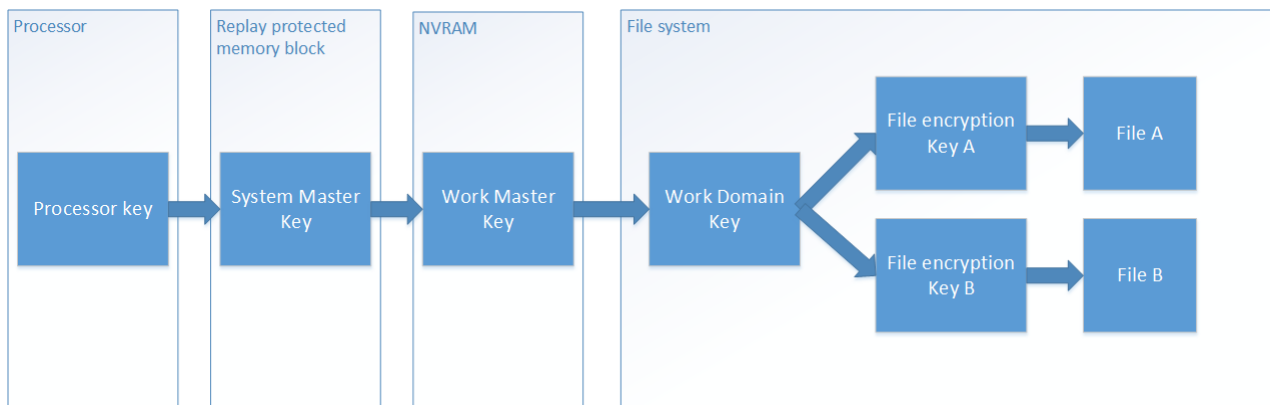 Processor
Replay protected
memory block
NVRAM
File system
Processor key
System Master
Key
Work Master
Key
Work Domain
Key
File encryption
Key A
File A
File encryption
Key B
File B